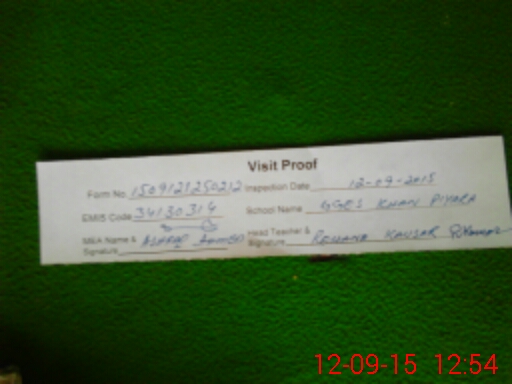 Visit Proof
Form No. 1509121250212 Inspection Date 12-09-2015
EMIS Code 34130314 School Name GGES KHAN PIYARA
MEA Name & Signature Head Teacher & Signature Romana KAUSAR RKausar
12-09-15 12:54